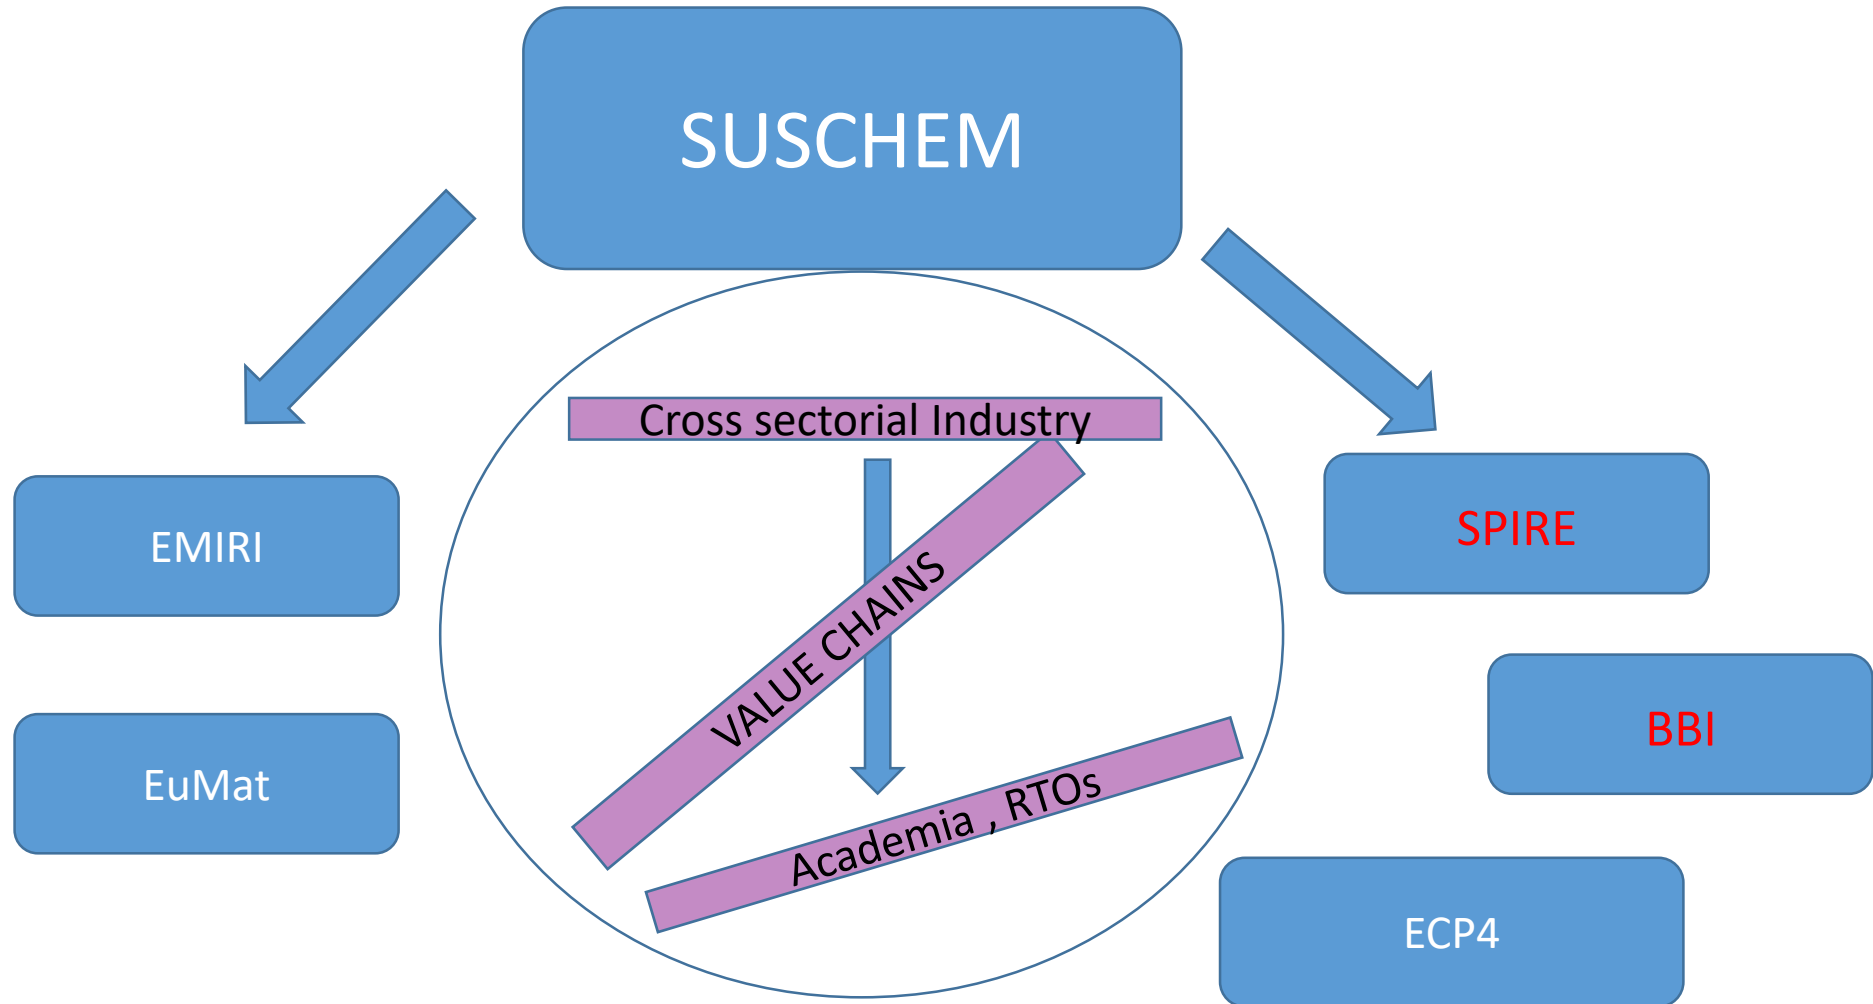 SUSCHEM
Cross sectorial Industry
EMIRI
SPIRE
VALUE CHAINS
BBI
EuMat
Academia , RTOs
ECP4